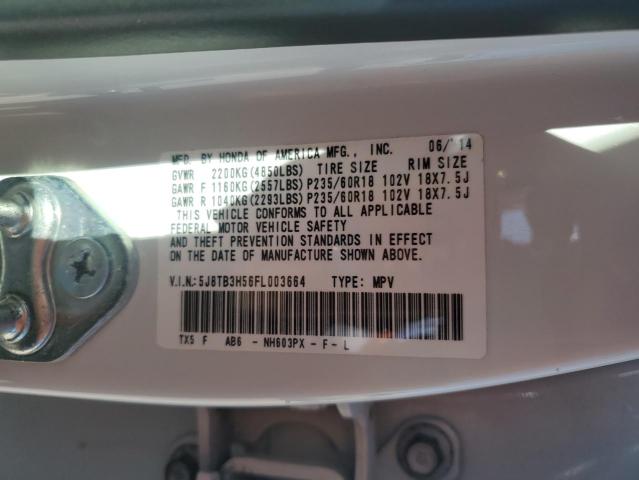 MFD. BY HONDA OF AMERICA MFG., INC. 06/'14
GVWR 2200KG(4850LBS) TIRE SIZE RIM SIZE
GAWR F 1160KG(2557LBS)P235/60R18 102V 18X7.5J
GAWR R 1040KG(2293LBS)P235/60R18 102V 18X7.5J
THIS VEHICLE CONFORMS TO ALL APPLICABLE
FEDERAL MOTOR VEHICLE SAFETY
AND THEFT PREVENTION STANDARDS IN EFFECT
ON THE DATE OF MANUFACTURE SHOWN ABOVE.
V.I.N:5J8TB3H56FL003664 TYPE: MPV
TX5 F AB6 - NH603PX - F - L